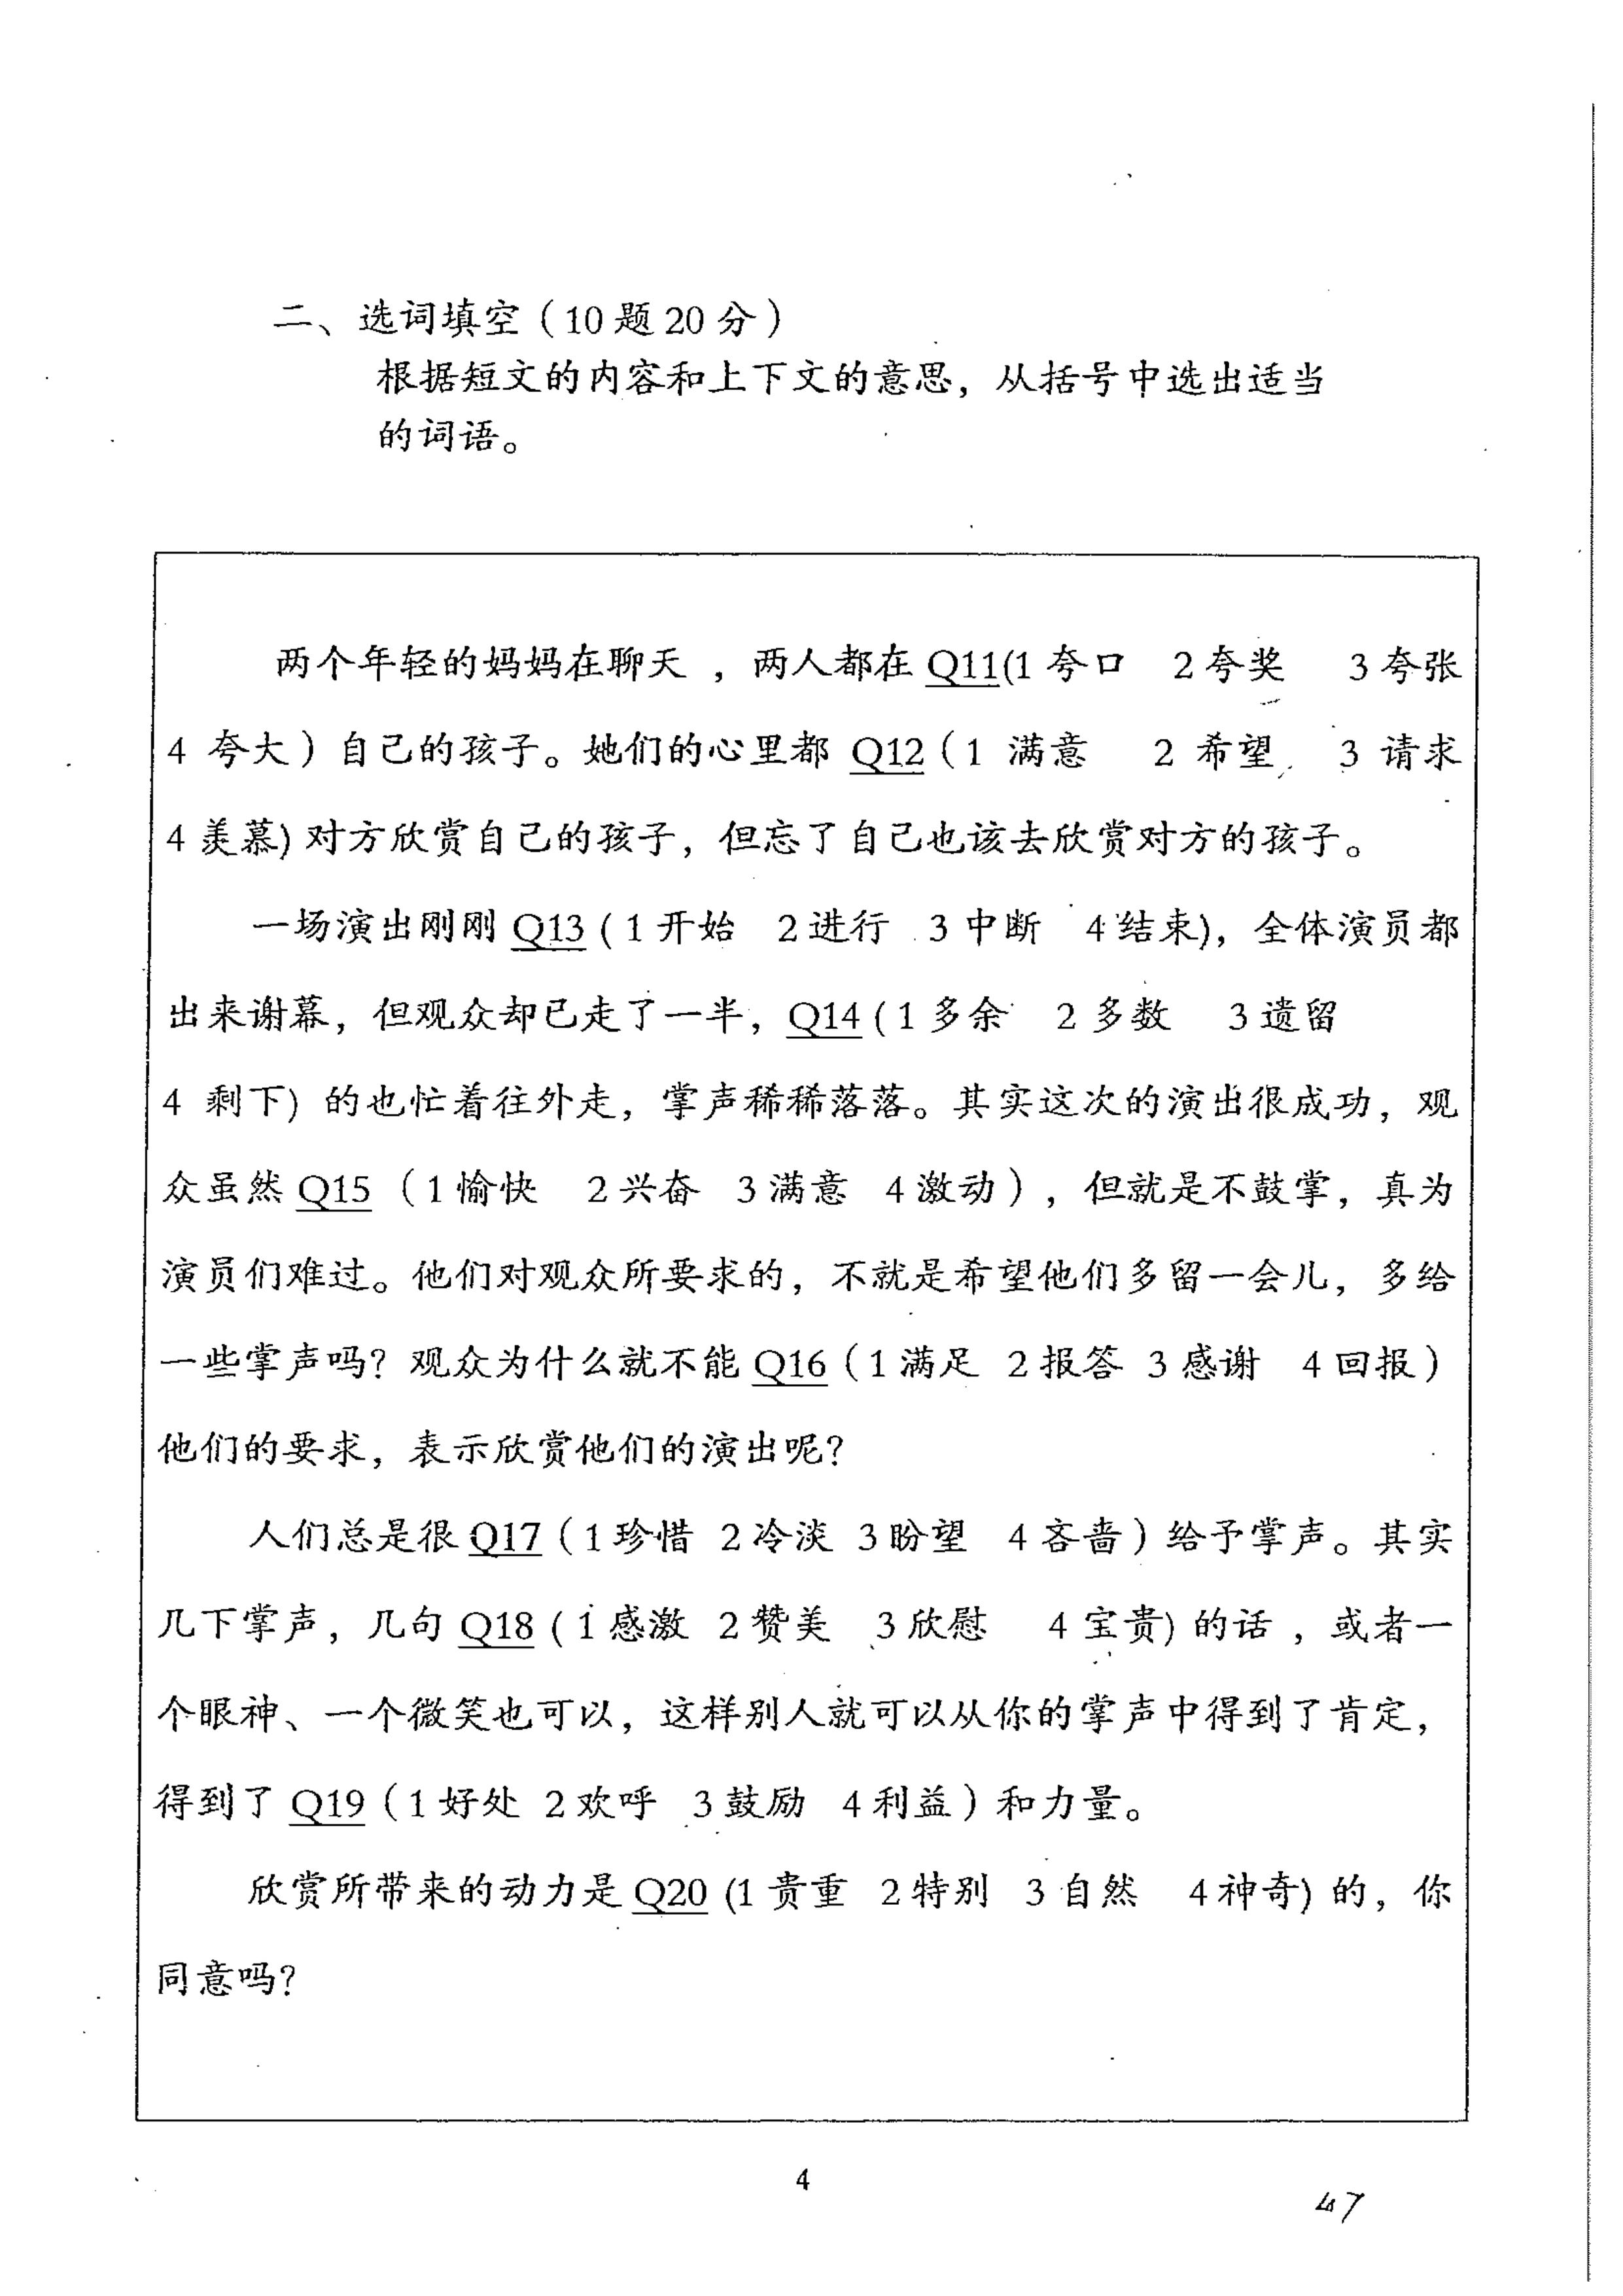 二、选词填空（10题20分）
根据短文的内容和上下文的意思，从括号中选出适当
的词语。
两个年轻的妈妈在聊天，两人都在 Q11(1 夸口 2 夸奖 3 夸张
4 夸大）自己的孩子。她们的心里都 Q12（1 满意 2 希望 3 请求
4 羡慕) 对方欣赏自己的孩子，但忘了自己也该去欣赏对方的孩子。
一场演出刚刚 Q13（1 开始 2 进行 3 中断 4 结束)，全体演员都
出来谢幕，但观众却已走了一半，Q14（1 多余 2 多数 3 遗留
4 剩下) 的也忙着往外走，掌声稀稀落落。其实这次的演出很成功，观
众虽然 Q15（1 愉快 2 兴奋 3 满意 4 激动），但就是不鼓掌，真为
演员们难过。他们对观众所要求的，不就是希望他们多留一会儿，多给
一些掌声吗？观众为什么就不能 Q16（1 满足 2 报答 3 感谢 4 回报）
他们的要求，表示欣赏他们的演出呢？
人们总是很 Q17（1 珍惜 2 冷淡 3 盼望 4 吝啬）给予掌声。其实
几下掌声，几句 Q18（1 感激 2 赞美 3 欣慰 4 宝贵) 的话，或者一
个眼神、一个微笑也可以，这样别人就可以从你的掌声中得到了肯定，
得到了 Q19（1 好处 2 欢呼 3 鼓励 4 利益）和力量。
欣赏所带来的动力是 Q20 (1 贵重 2 特别 3 自然 4 神奇) 的，你
同意吗？
4
47